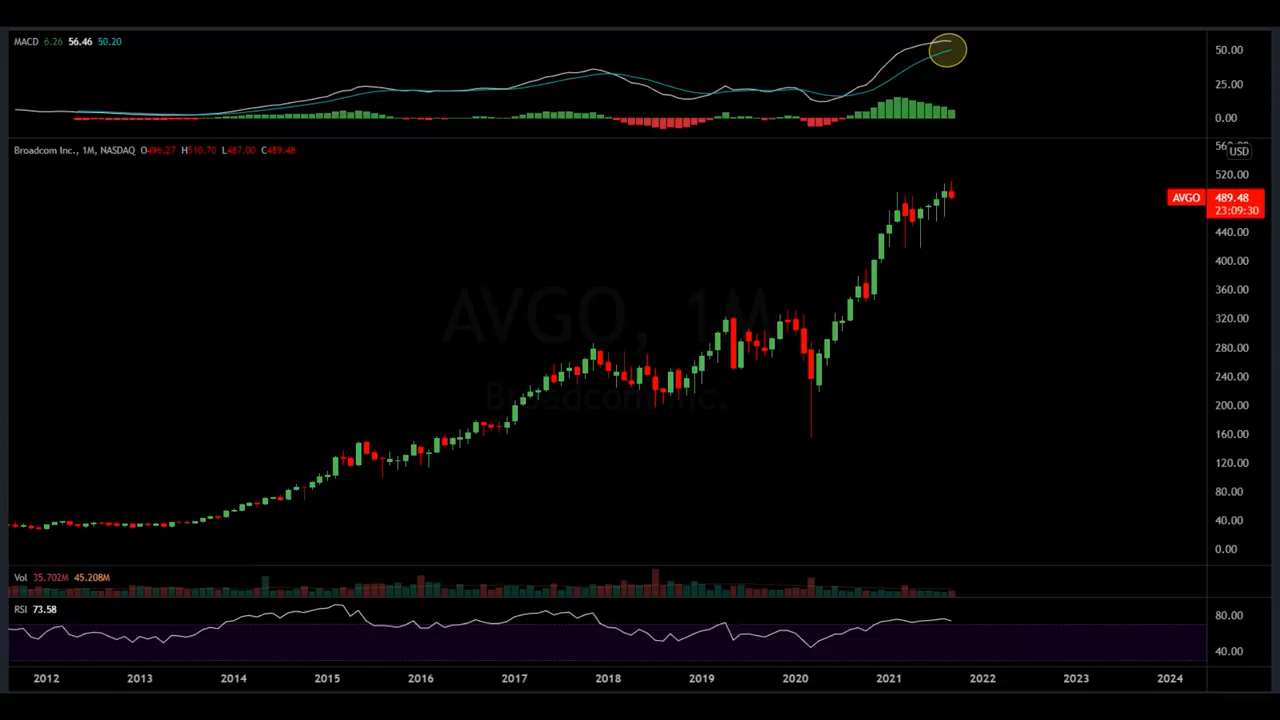 MACD 6.26 56.46 50.20
50.00
25.00
0.00
Broadcom Inc., 1M, NASDAQ O496.27 H510.70 L487.00 C489.48
USD
520.00
AVGO 489.48
23:09:30
440.00
400.00
360.00
320.00
280.00
240.00
200.00
160.00
120.00
80.00
40.00
0.00
AVGO, 1M
Broadcom Inc.
Vol 35.702M 45.208M
RSI 73.58
80.00
40.00
2012 2013 2014 2015 2016 2017 2018 2019 2020 2021 2022 2023 2024